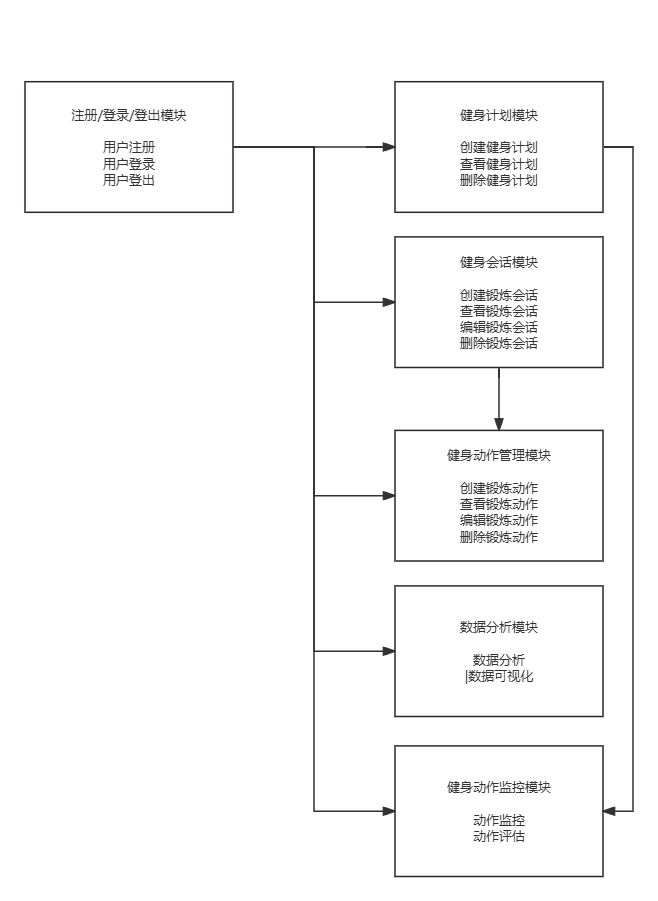 注册/登录/登出模块
用户注册
用户登录
用户登出
健身计划模块
创建健身计划
查看健身计划
删除健身计划
健身会话模块
创建锻炼会话
查看锻炼会话
编辑锻炼会话
删除锻炼会话
健身动作管理模块
创建锻炼动作
查看锻炼动作
编辑锻炼动作
删除锻炼动作
数据分析模块
数据分析
|数据可视化
健身动作监控模块
动作监控
动作评估